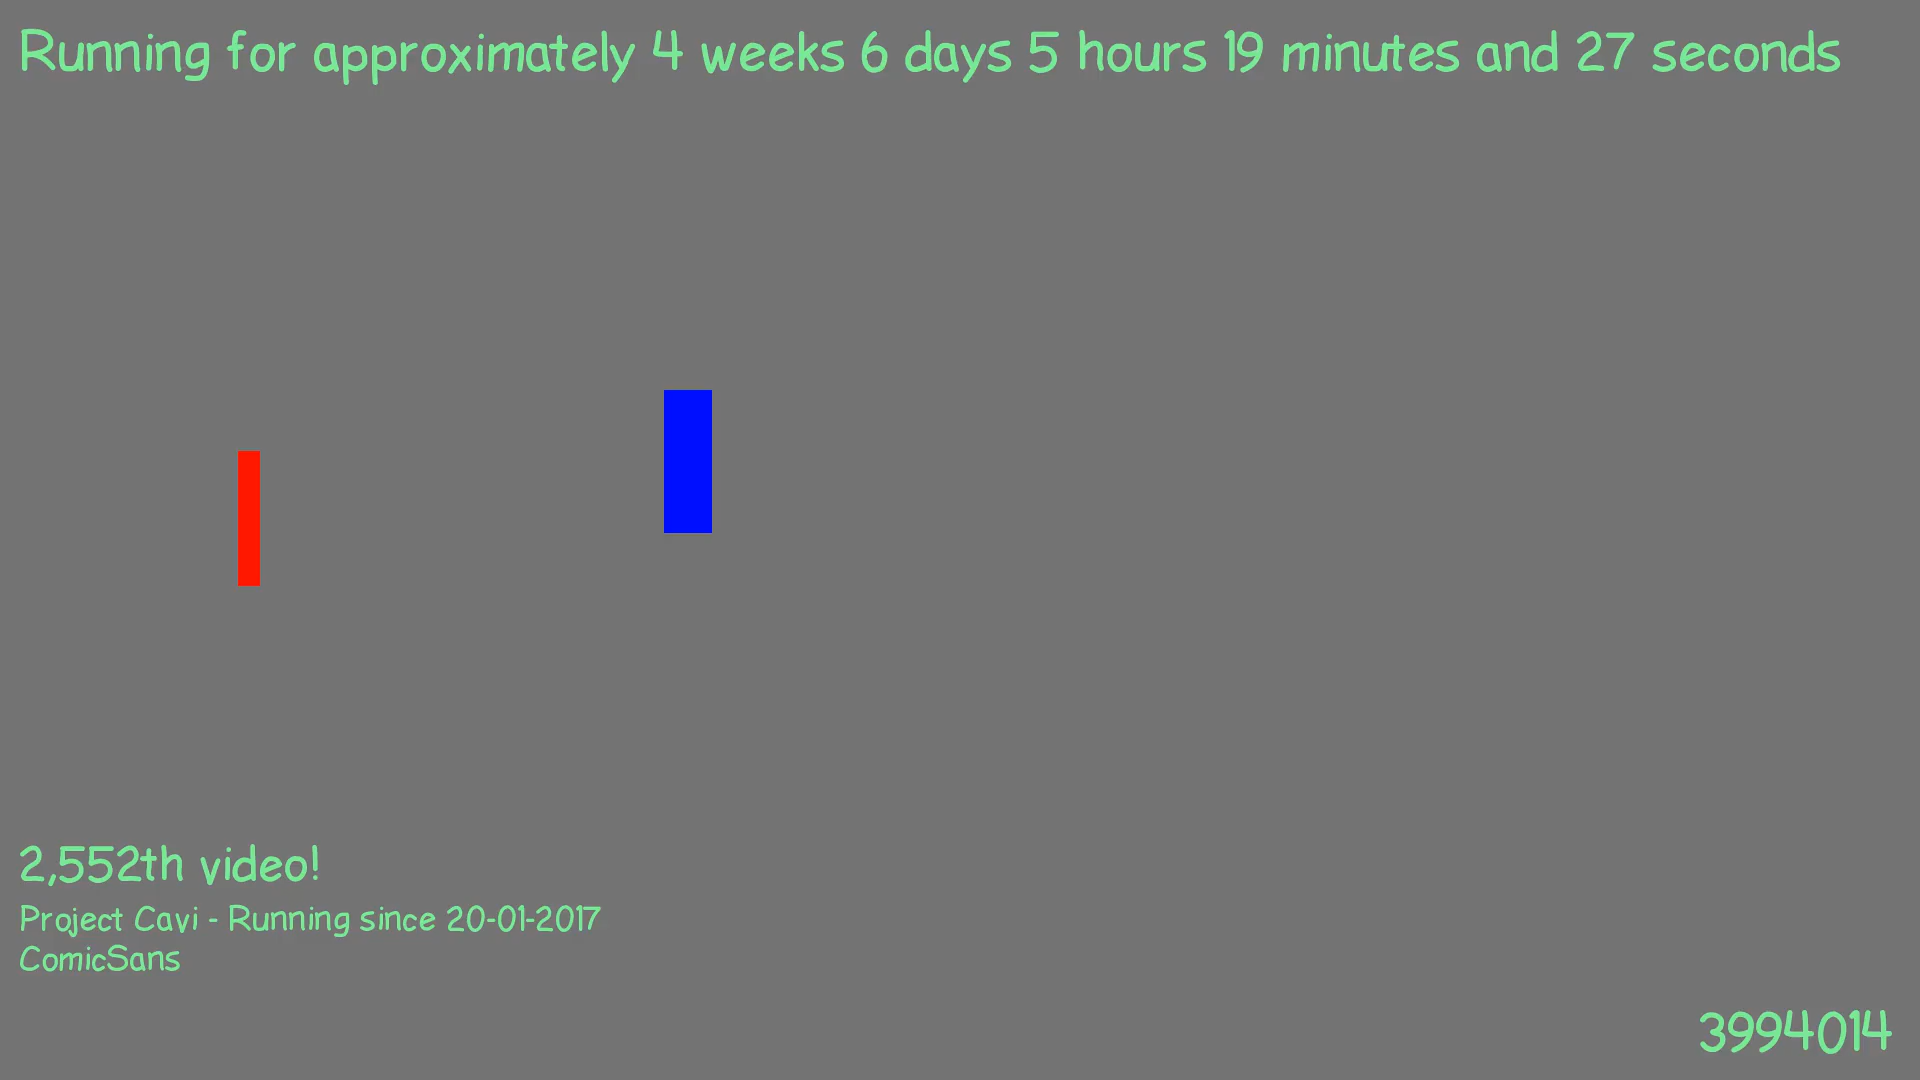 Running for approximately 4 weeks 6 days 5 hours 19 minutes and 27 seconds
2,552th video!
Project Cavi - Running since 20-01-2017
ComicSans
3994014